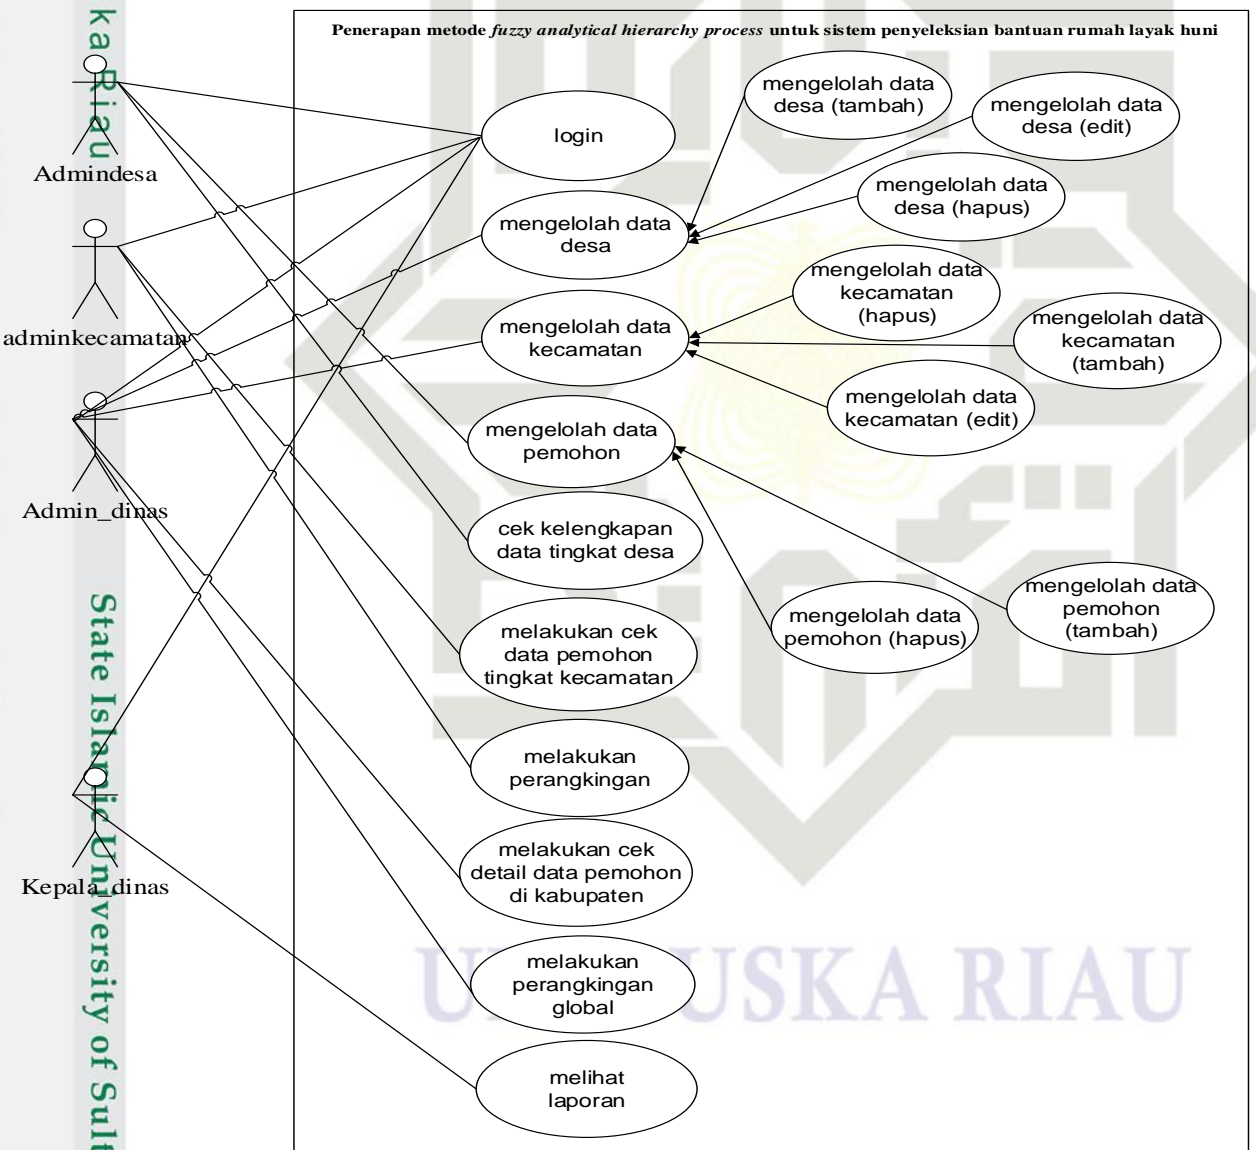 Penerapan metode fuzzy analytical hierarchy process untuk sistem penyeleksian bantuan rumah layak huni
ka Riau
State Islamic University of Sult
Admindesa
adminkecamatan
Admin_dinas
Kepala_dinas
login
mengelolah data
desa
mengelolah data
kecamatan
mengelolah data
pemohon
cek kelengkapan
data tingkat desa
melakukan cek
data pemohon
tingkat kecamatan
melakukan
perangkingan
melakukan cek
detail data pemohon
di kabupaten
melakukan
perangkingan
global
melihat
laporan
mengelolah data
desa (tambah)
mengelolah data
desa (edit)
mengelolah data
desa (hapus)
mengelolah data
kecamatan
(hapus)
mengelolah data
kecamatan
(tambah)
mengelolah data
kecamatan (edit)
mengelolah data
pemohon (hapus)
mengelolah data
pemohon
(tambah)
USKA RIAU